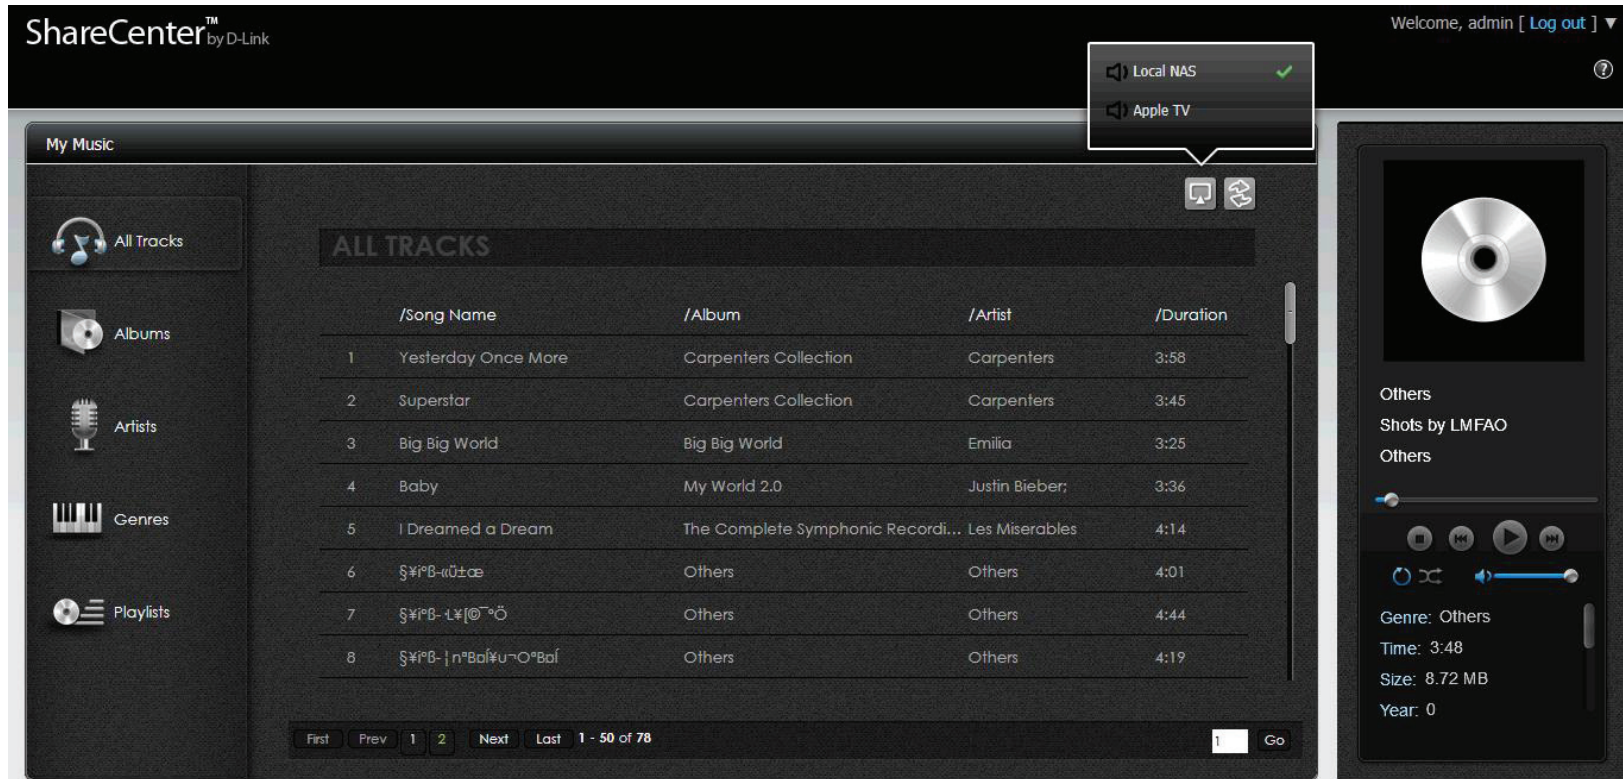 ShareCenter™ by D-Link
Welcome, admin [ Log out ] ▼
Local NAS
Apple TV
My Music
All Tracks
Albums
Artists
Genres
Playlists
ALL TRACKS
/Song Name /Album /Artist /Duration
1 Yesterday Once More Carpenters Collection Carpenters 3:58
2 Superstar Carpenters Collection Carpenters 3:45
3 Big Big World Big Big World Emilia 3:25
4 Baby My World 2.0 Justin Bieber; 3:36
5 I Dreamed a Dream The Complete Symphonic Recordi... Les Miserables 4:14
6 Others Others 4:01
7 Others Others 4:44
8 Others Others 4:19
First Prev 1 2 Next Last 1 - 50 of 78
1 Go
Others
Shots by LMFAO
Others
Genre: Others
Time: 3:48
Size: 8.72 MB
Year: 0